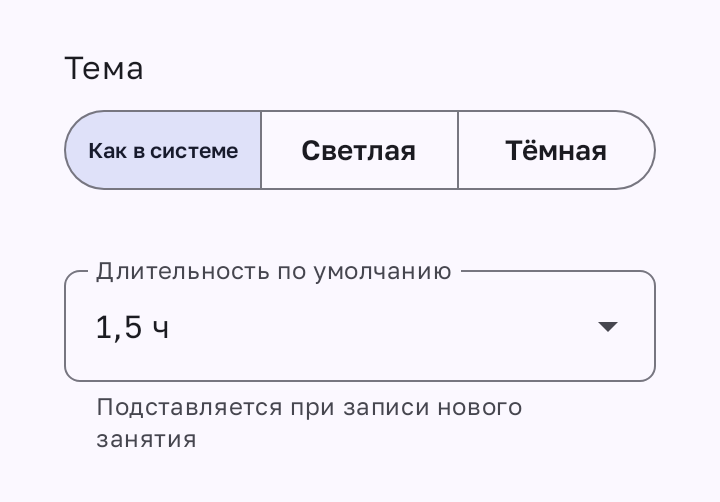 Тема
Как в системе
Светлая
Тёмная
Длительность по умолчанию
1,5 ч
Подставляется при записи нового
занятия